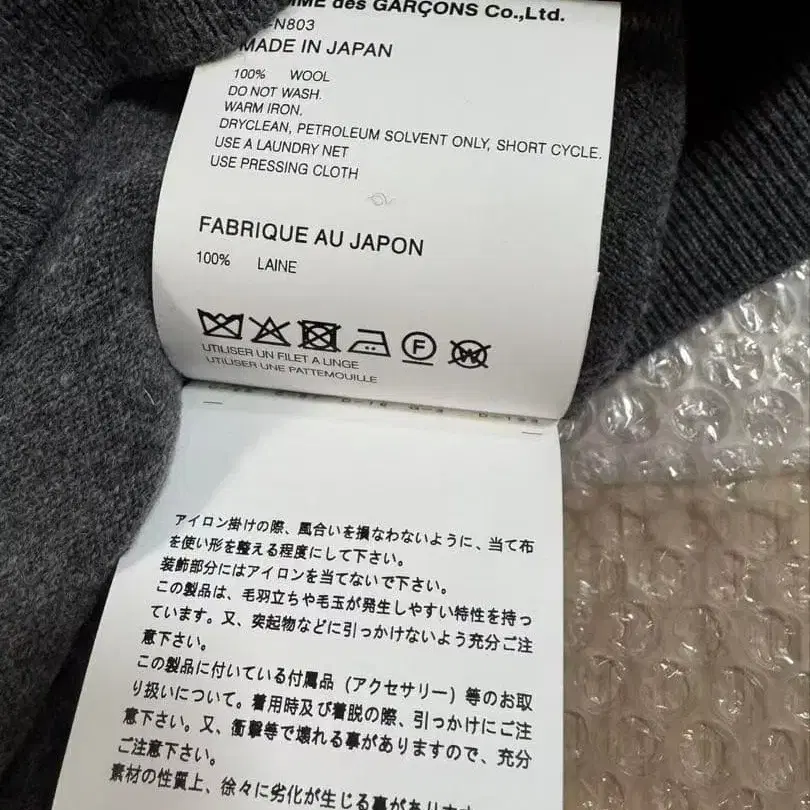 des GARÇONS Co.,Ltd.
N803
MADE IN JAPAN
100% WOOL
DO NOT WASH.
WARM IRON.
DRYCLEAN, PETROLEUM SOLVENT ONLY, SHORT CYCLE.
USE A LAUNDRY NET
USE PRESSING CLOTH
FABRIQUE AU JAPON
100% LAINE
F W
UTILISER UN FILET A LINGE
UTILISER UNE PATTEMOUILLE
アイロン掛けの際、風合いを損なわないように、当て布
を使い形を整える程度にして下さい。
装飾部分にはアイロンを当てないで下さい。
この製品は、毛羽立ちや毛玉が発生しやすい特性を持っ
ています。又、突起物などに引っかけないよう充分ご注
意下さい。
この製品に付いている付属品（アクセサリー）等のお取
り扱いについて。着用時及び着脱の際、引っかけにご注
意下さい。又、衝撃等で壊れる事がありますので、充分
ご注意下さい。
素材の性質上、徐々に劣化が生じる事があります